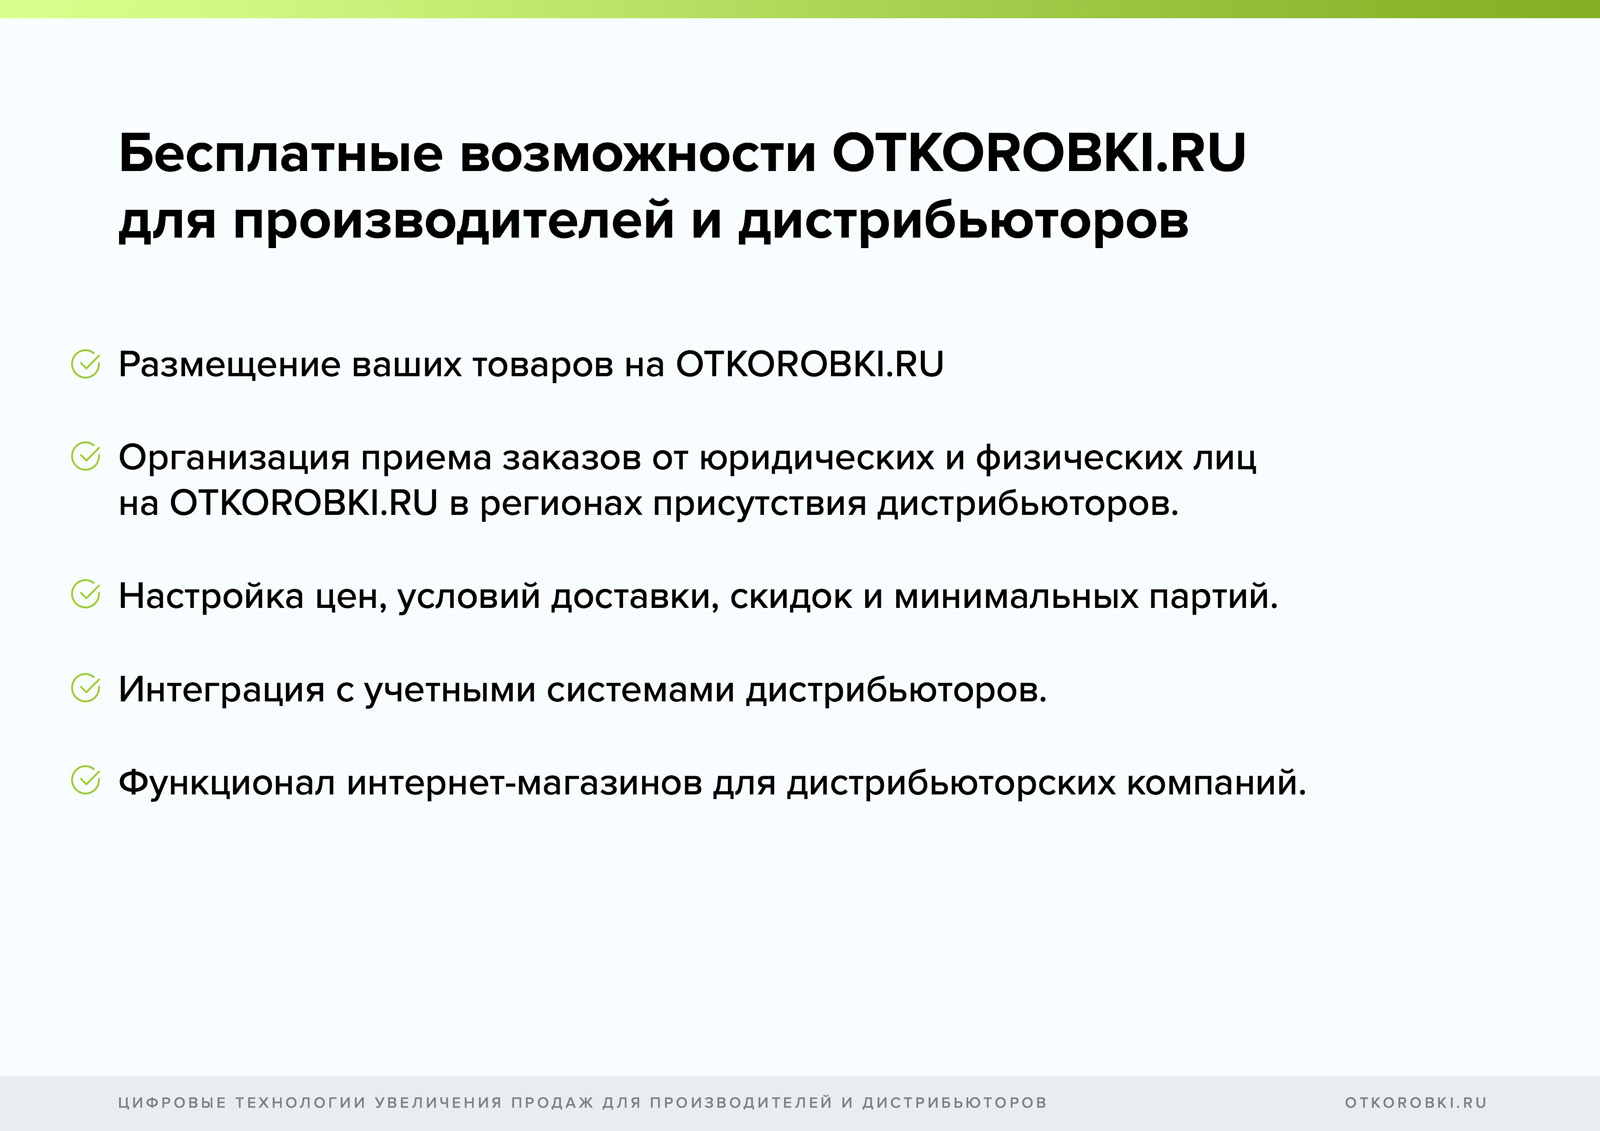 Бесплатные возможности OTKOROBKI.RU
для производителей и дистрибьюторов
Размещение ваших товаров на OTKOROBKI.RU
Организация приема заказов от юридических и физических лиц
на OTKOROBKI.RU в регионах присутствия дистрибьюторов.
Настройка цен, условий доставки, скидок и минимальных партий.
Интеграция с учетными системами дистрибьюторов.
Функционал интернет-магазинов для дистрибьюторских компаний.
ЦИФРОВЫЕ ТЕХНОЛОГИИ УВЕЛИЧЕНИЯ ПРОДАЖ ДЛЯ ПРОИЗВОДИТЕЛЕЙ И ДИСТРИБЬЮТОРОВ
OTKOROBKI.RU